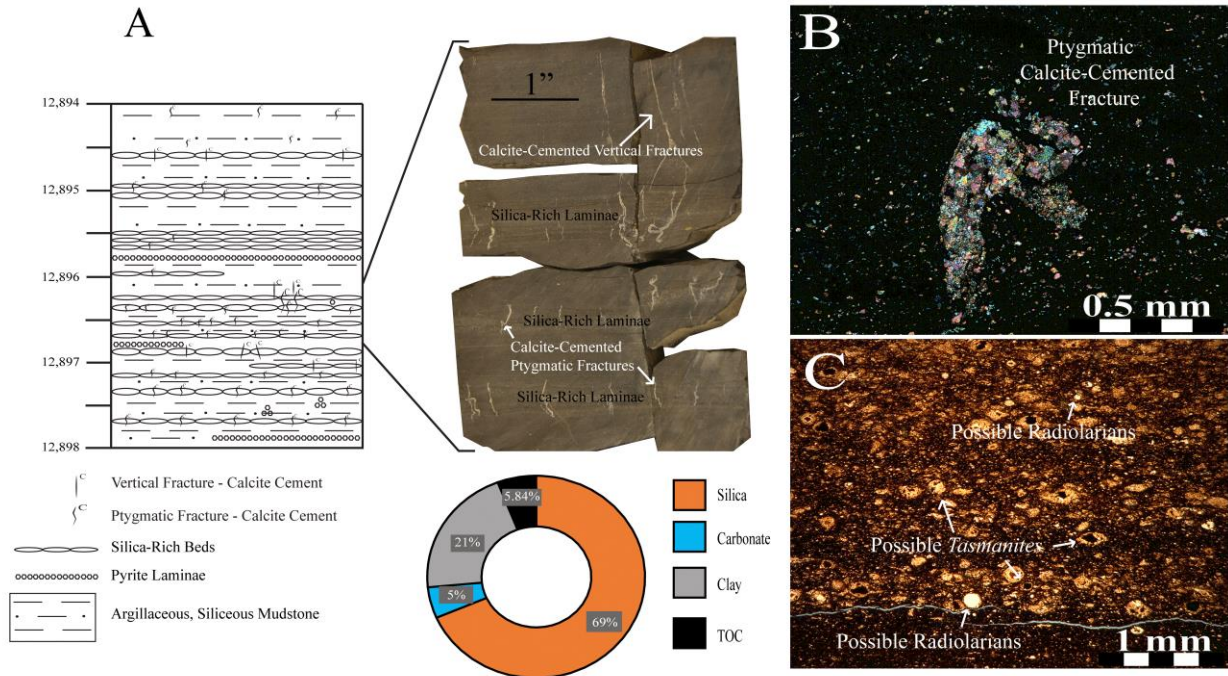 A
12,894
12,895
12,896
12,897
12,898
1”
Calcite-Cemented Vertical Fractures
Silica-Rich Laminae
Silica-Rich Laminae
Calcite-Cemented
Ptygmatic Fractures
Silica-Rich Laminae
C Vertical Fracture - Calcite Cement
C Ptygmatic Fracture - Calcite Cement
Silica-Rich Beds
Pyrite Laminae
Argillaceous, Siliceous Mudstone
5.84%
21%
5%
69%
Silica
Carbonate
Clay
TOC
B
Ptygmatic
Calcite-Cemented
Fracture
0.5 mm
C
Possible Radiolarians
Possible Tasmanites
Possible Radiolarians
1 mm